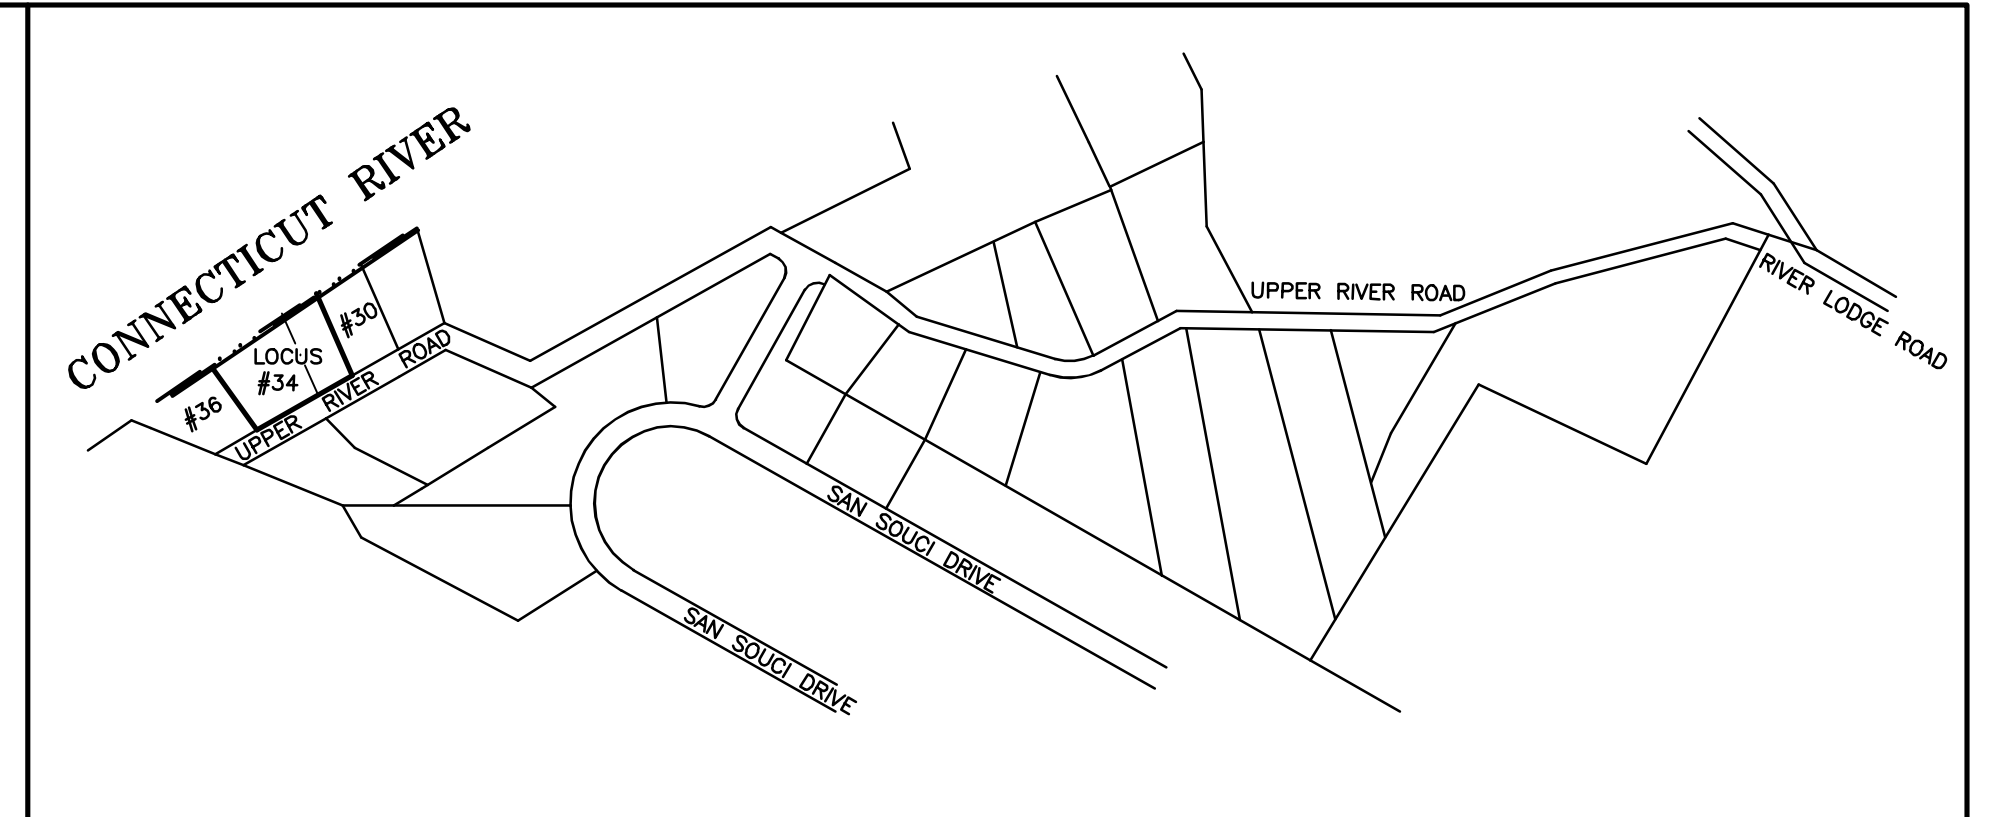 CONNECTICUT RIVER
UPPER RIVER ROAD
RIVER LODGE ROAD
#30
LOCUS
#34
#36
UPPER RIVER ROAD
SAN SOUCI DRIVE
SAN SOUCI DRIVE